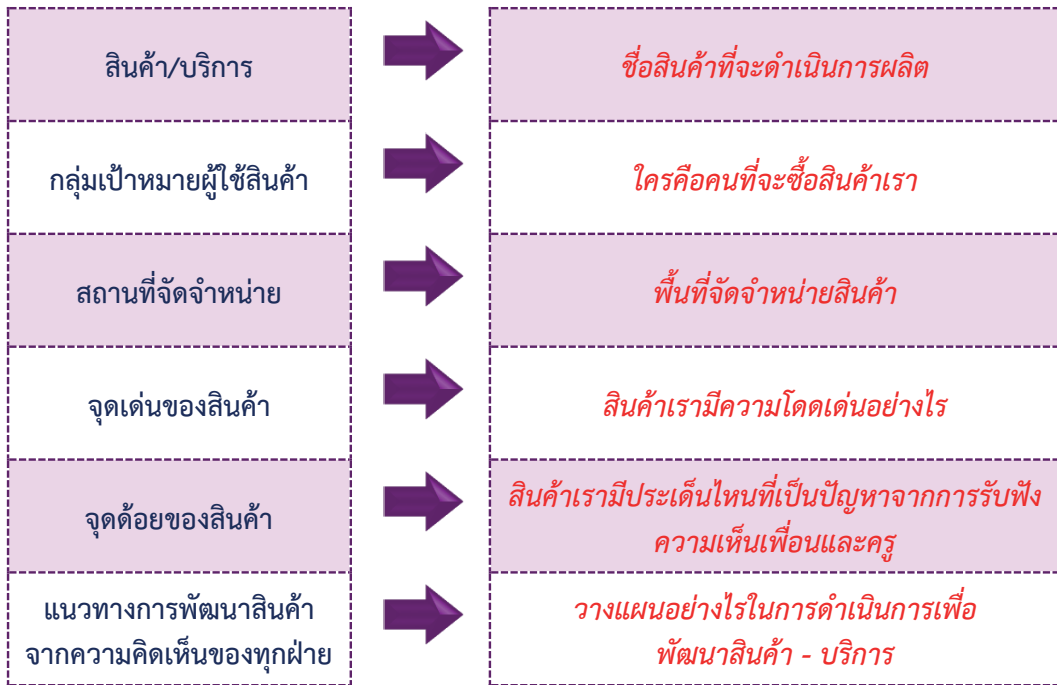 สินค้า/บริการ
ชื่อสินค้าที่จะดำเนินการผลิต
กลุ่มเป้าหมายผู้ใช้สินค้า
ใครคือคนที่จะซื้อสินค้าเรา
สถานที่จัดจำหน่าย
พื้นที่จัดจำหน่ายสินค้า
จุดเด่นของสินค้า
สินค้าเรามีความโดดเด่นอย่างไร
จุดด้อยของสินค้า
สินค้าเรามีประเด็นไหนที่เป็นปัญหาจากการรับฟัง
ความเห็นเพื่อนและครู
แนวทางการพัฒนาสินค้า
จากความคิดเห็นของทุกฝ่าย
วางแผนอย่างไรในการดำเนินการเพื่อ
พัฒนาสินค้า - บริการ